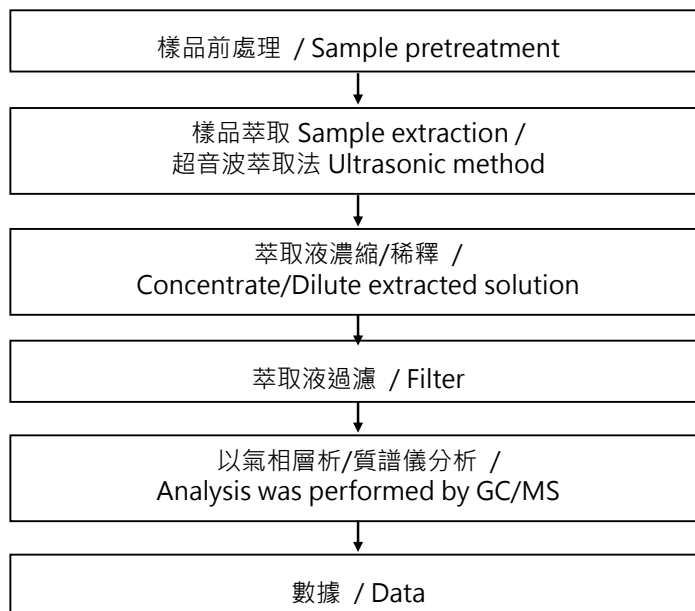 樣品前處理 / Sample pretreatment
樣品萃取 Sample extraction /
超音波萃取法 Ultrasonic method
萃取液濃縮/稀釋 /
Concentrate/Dilute extracted solution
萃取液過濾 / Filter
以氣相層析/質譜儀分析 /
Analysis was performed by GC/MS
數據 / Data